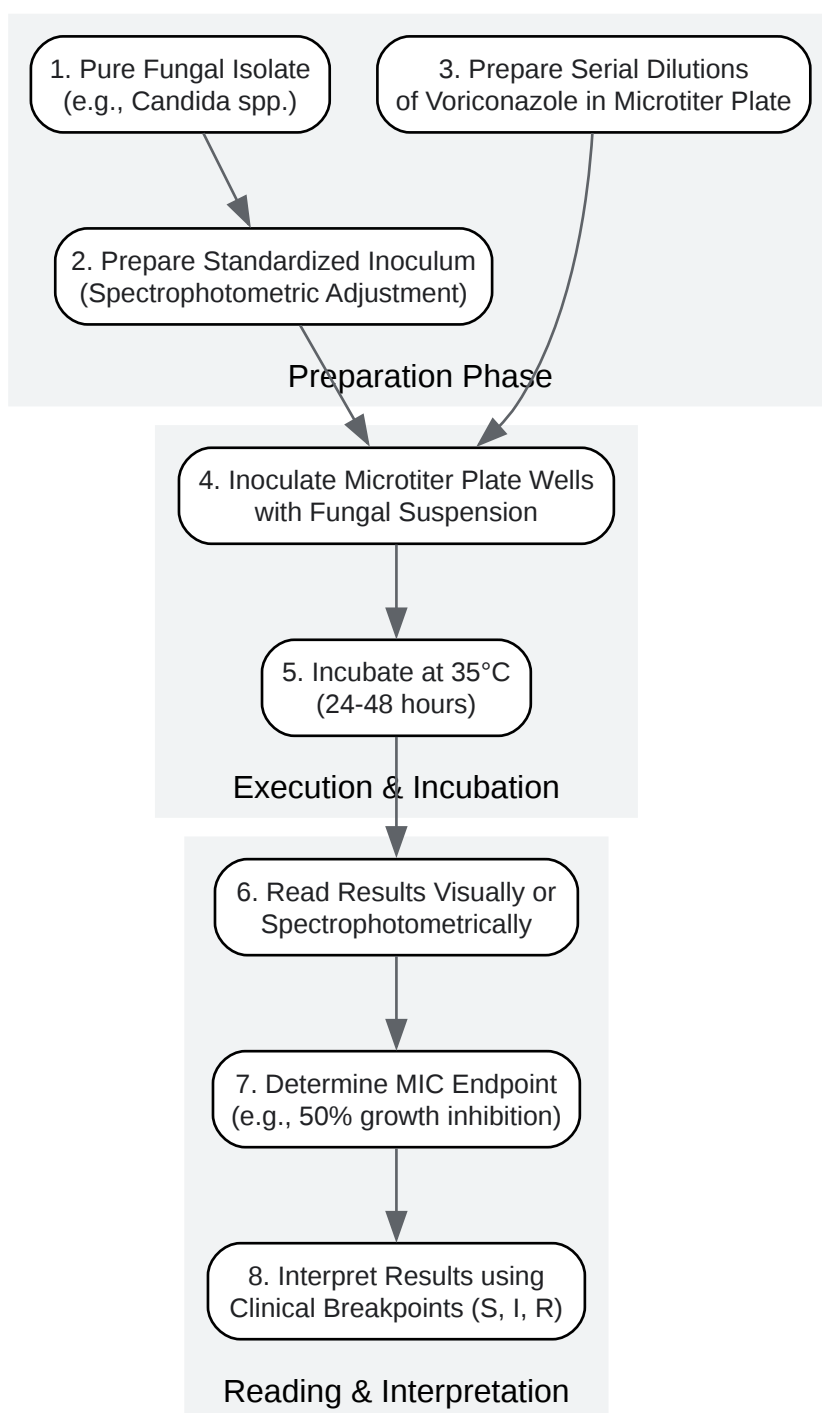 1. Pure Fungal Isolate
(e.g., Candida spp.)
3. Prepare Serial Dilutions
of Voriconazole in Microtiter Plate
2. Prepare Standardized Inoculum
(Spectrophotometric Adjustment)
Preparation Phase
4. Inoculate Microtiter Plate Wells
with Fungal Suspension
5. Incubate at 35°C
(24-48 hours)
Execution & Incubation
6. Read Results Visually or
Spectrophotometrically
7. Determine MIC Endpoint
(e.g., 50% growth inhibition)
8. Interpret Results using
Clinical Breakpoints (S, I, R)
Reading & Interpretation